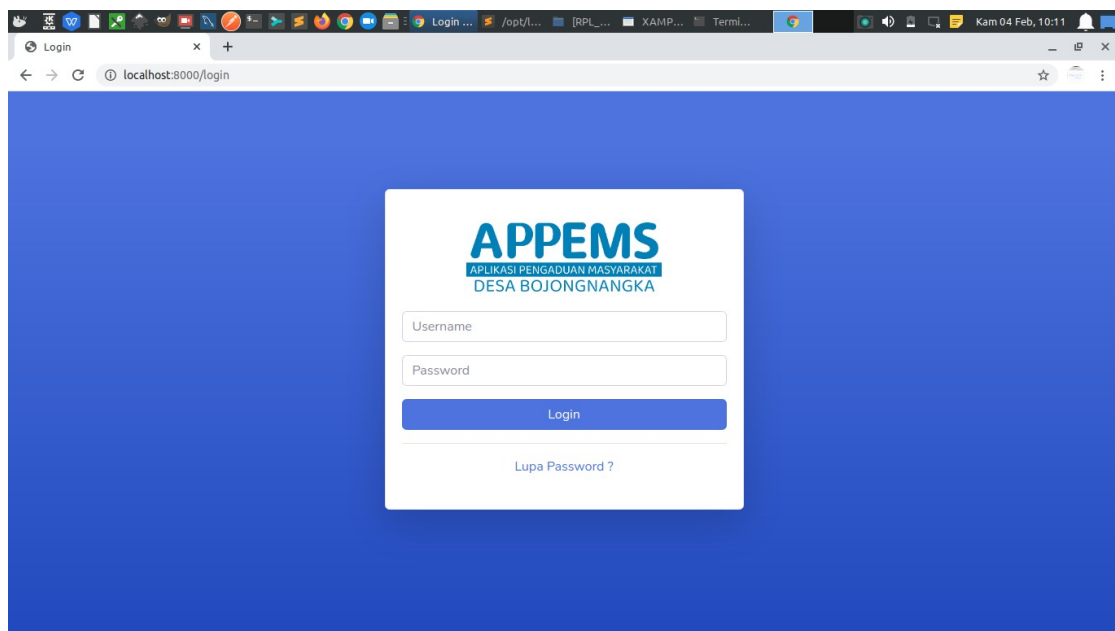 Login ...
/opt/l...
[RPL_...
XAMP...
Termi...
Kam 04 Feb, 10:11
Login
localhost:8000/login
APPEMS
APLIKASI PENGADUAN MASYARAKAT
DESA BOJONGNANGKA
Username
Password
Login
Lupa Password ?